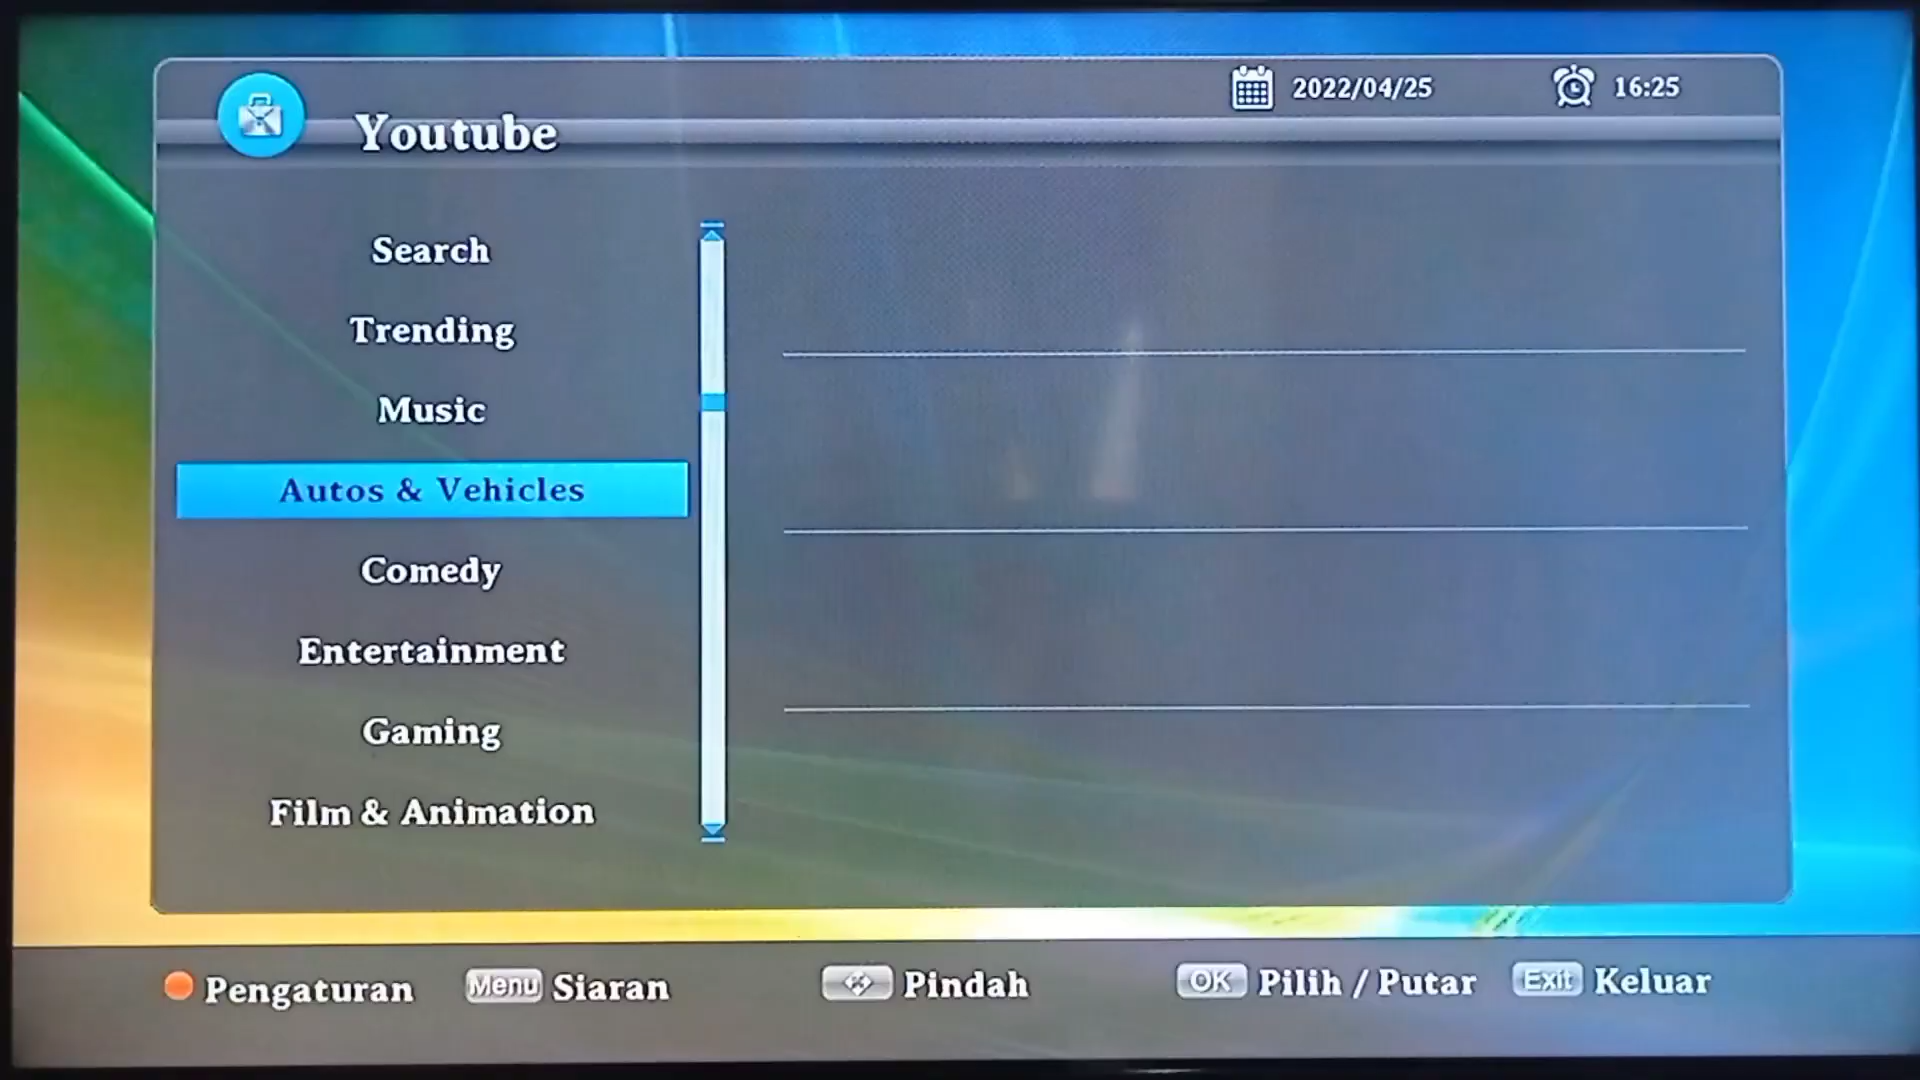 Youtube
2022/04/25
16:25
Search
Trending
Music
Autos & Vehicles
Comedy
Entertainment
Gaming
Film & Animation
Pengaturan
Menu Siaran
Pindah
OK Pilih / Putar
Exit Keluar